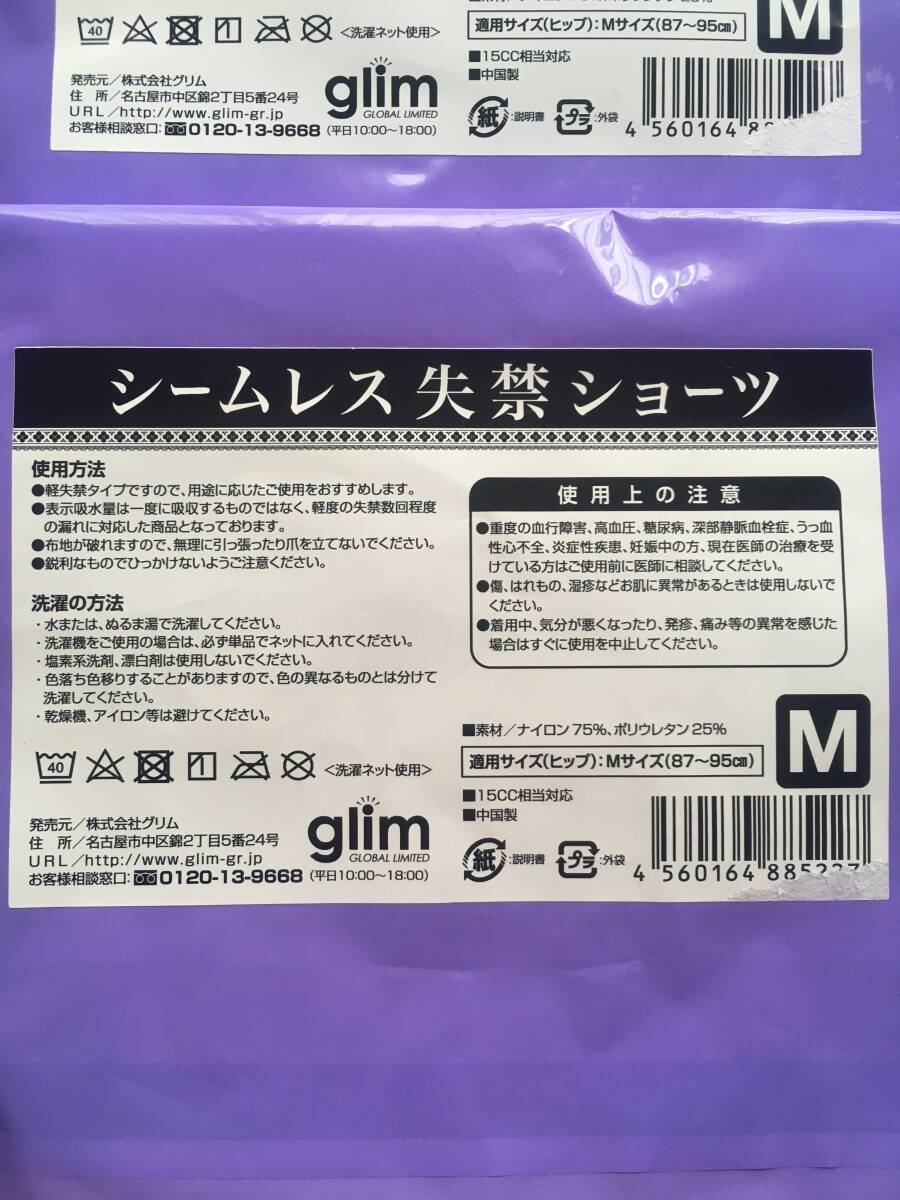 40
<洗濯ネット使用>
適用サイズ(ヒップ):Mサイズ(87〜95㎝)
M
■15CC相当対応
■中国製
発売元/株式会社グリム
住 所/名古屋市中区錦2丁目5番24号
URL/http://www.glim-gr.jp
お客様相談窓口:0120-13-9668 (平日10:00〜18:00)
glim
GLOBAL LIMITED
紙:説明書
プラ:外袋
4 560164
シームレス 失禁 ショーツ
使用方法
●軽失禁タイプですので、用途に応じたご使用をおすすめします。
●表示吸水量は一度に吸収するものではなく、軽度の失禁数回程度
の漏れに対応した商品となっております。
●布地が破れますので、無理に引っ張ったり爪を立てないでください。
●鋭利なものでひっかけないようご注意ください。
洗濯の方法
・水または、ぬるま湯で洗濯してください。
・洗濯機をご使用の場合は、必ず単品でネットに入れてください。
・塩素系洗剤、漂白剤は使用しないでください。
・色落ち色移りすることがありますので、色の異なるものとは分けて
洗濯してください。
・乾燥機、アイロン等は避けてください。
40
<洗濯ネット使用>
発売元/株式会社グリム
住 所/名古屋市中区錦2丁目5番24号
URL/http://www.glim-gr.jp
お客様相談窓口:0120-13-9668 (平日10:00〜18:00)
glim
GLOBAL LIMITED
使用上の注意
●重度の血行障害、高血圧、糖尿病、深部静脈血栓症、うっ血
性心不全、炎症性疾患、妊娠中の方、現在医師の治療を受
けている方はご使用前に医師に相談してください。
●傷、はれもの、湿疹などお肌に異常があるときは使用しないで
ください。
●着用中、気分が悪くなったり、発疹、痛み等の異常を感じた
場合はすぐに使用を中止してください。
■素材/ナイロン75%、ポリウレタン25%
適用サイズ(ヒップ):Mサイズ(87〜95㎝)
M
■15CC相当対応
■中国製
紙:説明書
プラ:外袋
4 560164 885227